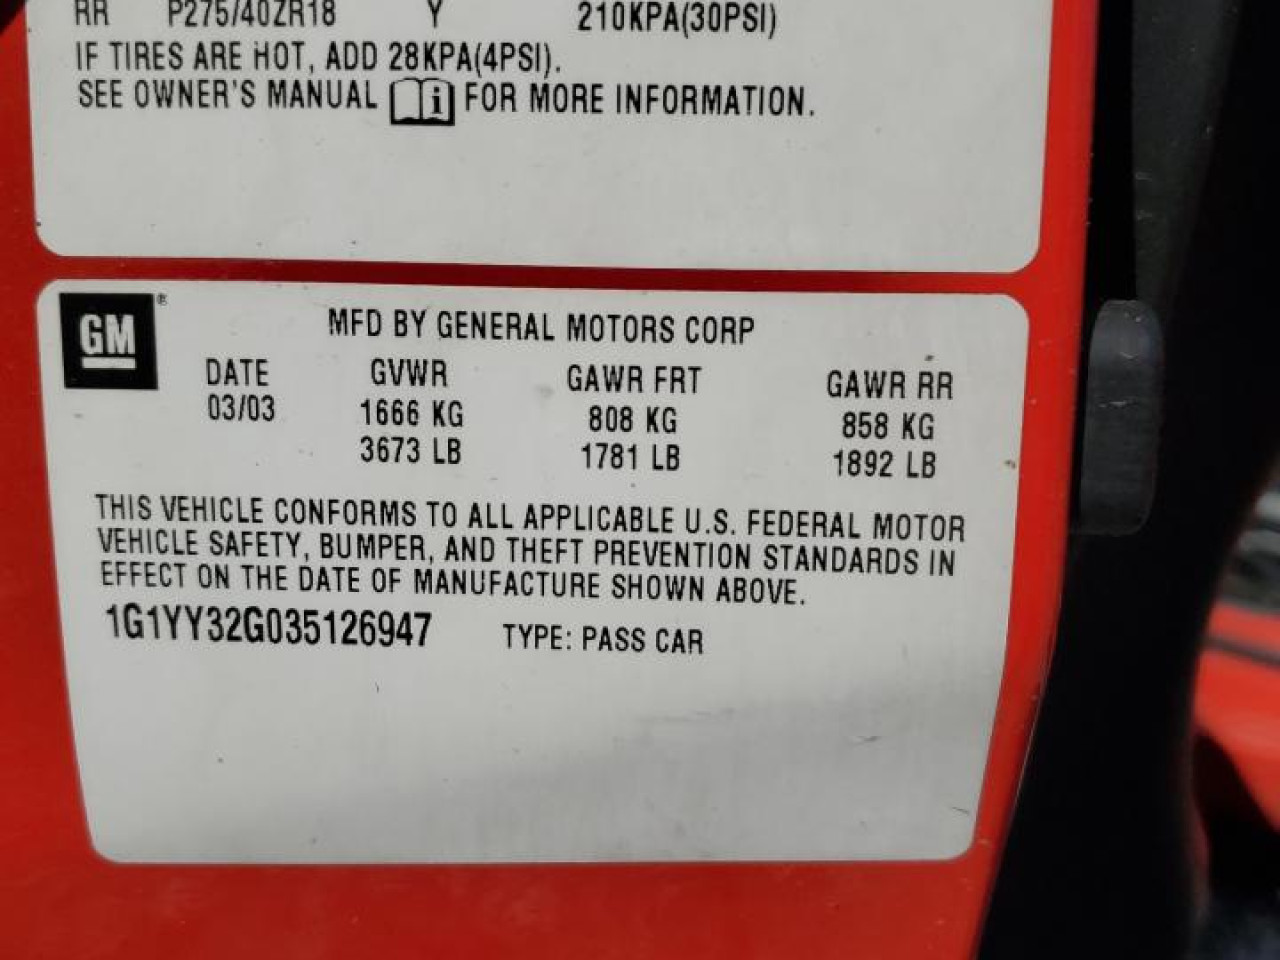 RR P275/40ZR18 Y 210KPA(30PSI)
IF TIRES ARE HOT, ADD 28KPA(4PSI).
SEE OWNER'S MANUAL i FOR MORE INFORMATION.
GM ®
MFD BY GENERAL MOTORS CORP
DATE GVWR GAWR FRT GAWR RR
03/03 1666 KG 808 KG 858 KG
3673 LB 1781 LB 1892 LB
THIS VEHICLE CONFORMS TO ALL APPLICABLE U.S. FEDERAL MOTOR
VEHICLE SAFETY, BUMPER, AND THEFT PREVENTION STANDARDS IN
EFFECT ON THE DATE OF MANUFACTURE SHOWN ABOVE.
1G1YY32G035126947 TYPE: PASS CAR